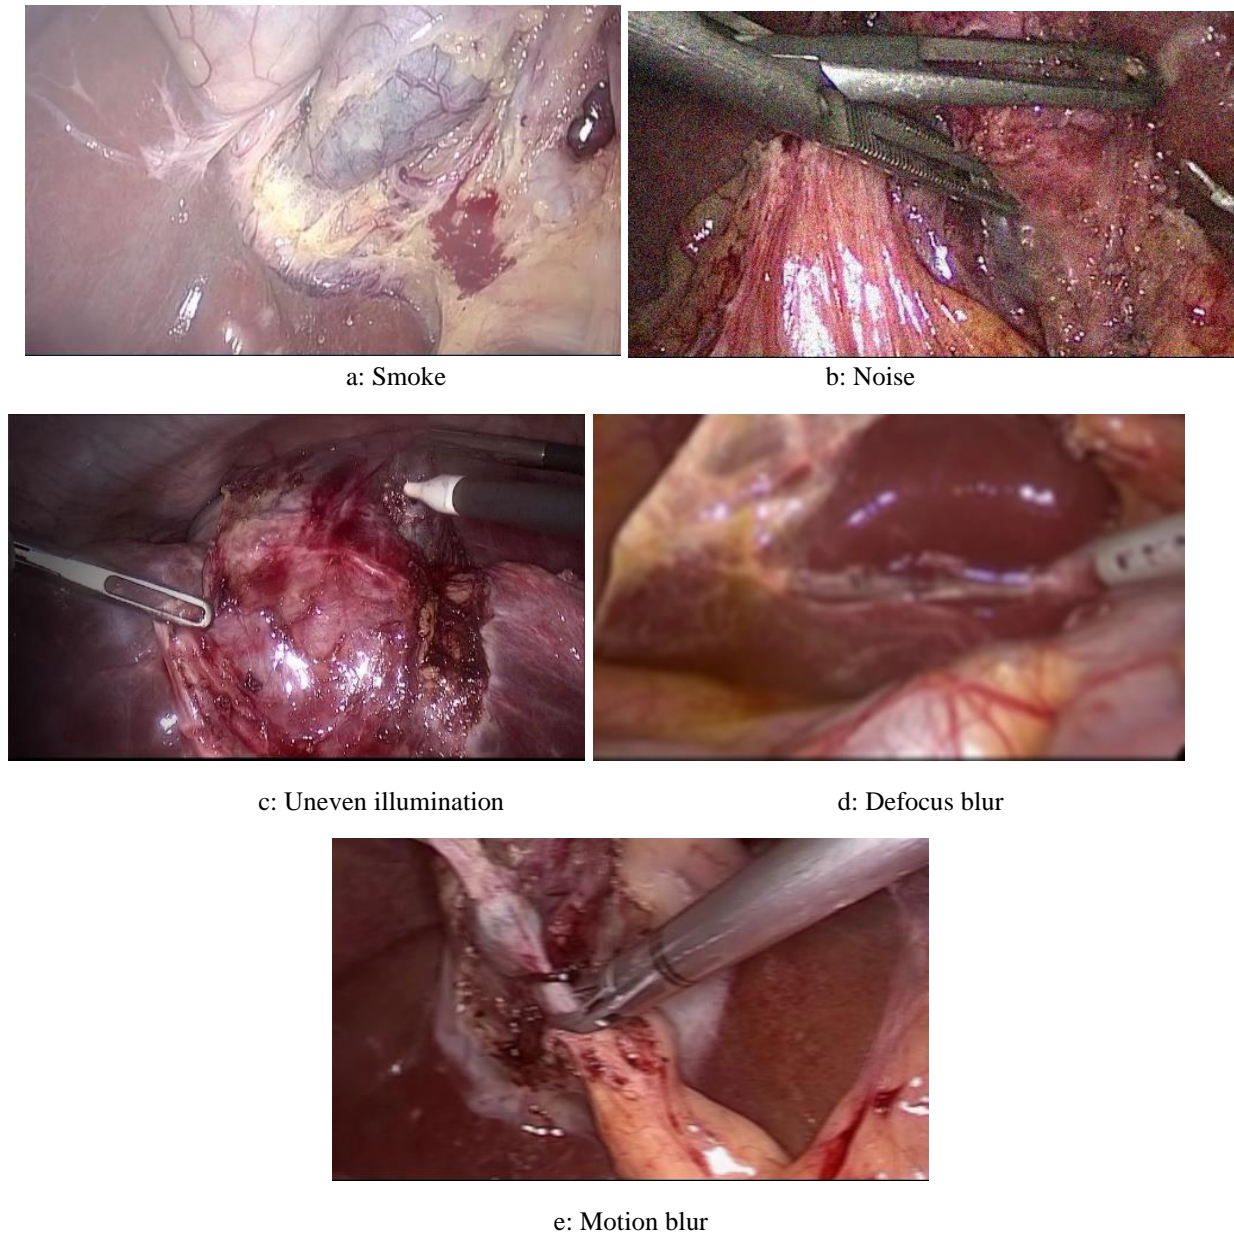 a: Smoke
b: Noise
c: Uneven illumination
d: Defocus blur
e: Motion blur